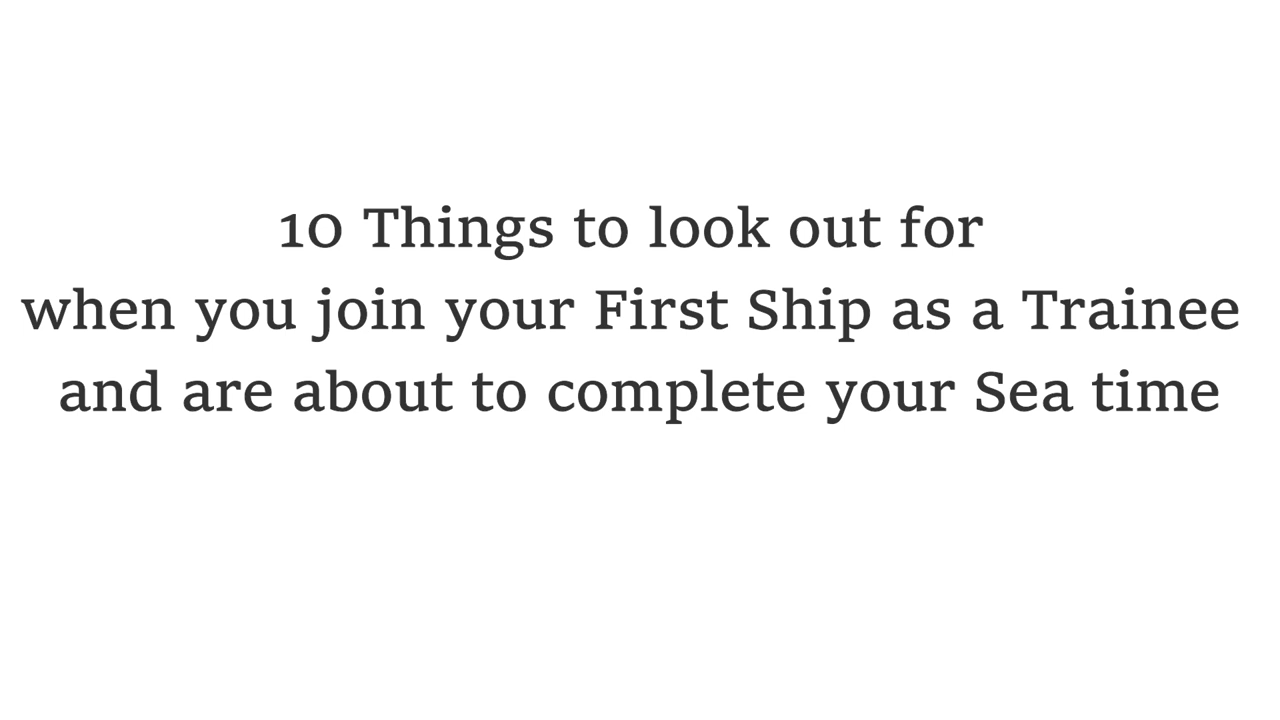 10 Things to look out for
when you join your First Ship as a Trainee
and are about to complete your Sea time